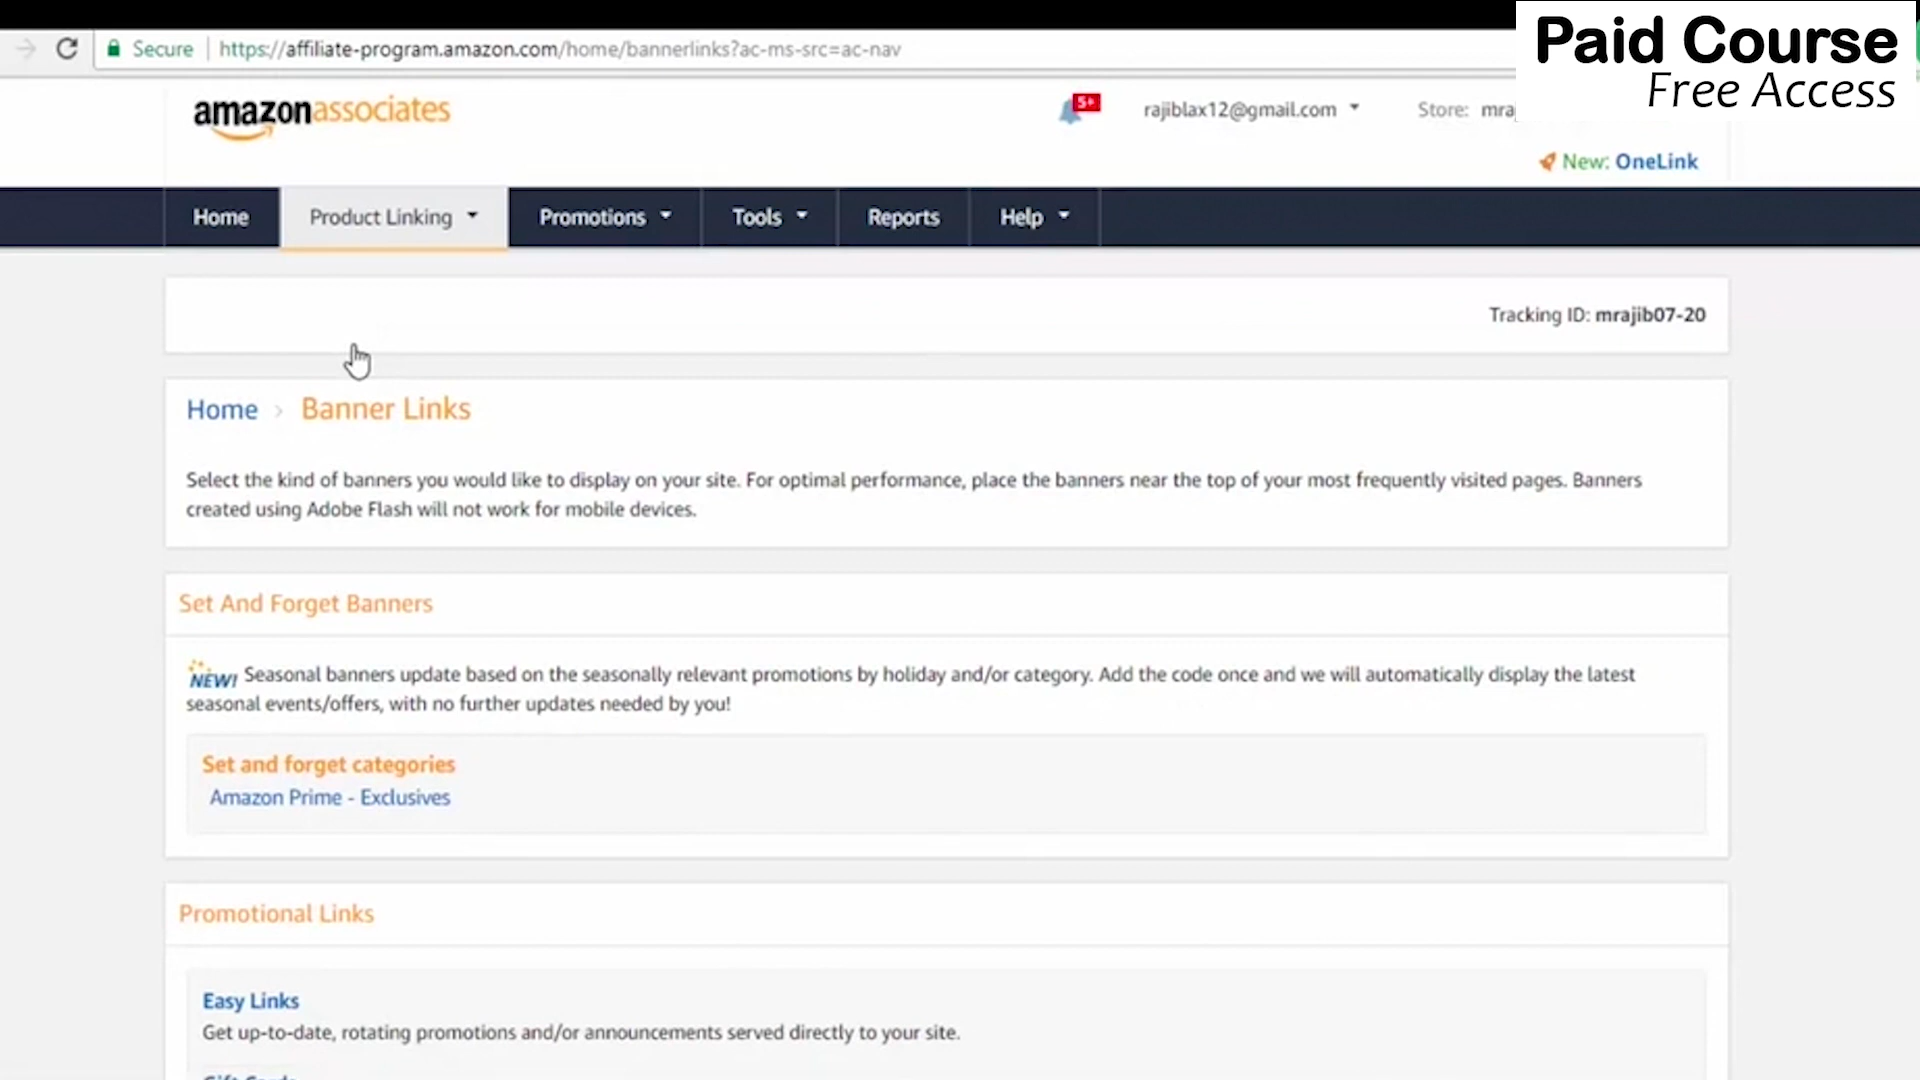 Paid Course
Free Access
Secure | https://affiliate-program.amazon.com/home/bannerlinks?ac-ms-src=ac-nav
amazonassociates
5+
rajiblax12@gmail.com
Store: mra
New: OneLink
Home
Product Linking
Promotions
Tools
Reports
Help
Tracking ID: mrajib07-20
Home › Banner Links
Select the kind of banners you would like to display on your site. For optimal performance, place the banners near the top of your most frequently visited pages. Banners
created using Adobe Flash will not work for mobile devices.
Set And Forget Banners
NEW! Seasonal banners update based on the seasonally relevant promotions by holiday and/or category. Add the code once and we will automatically display the latest
seasonal events/offers, with no further updates needed by you!
Set and forget categories
Amazon Prime - Exclusives
Promotional Links
Easy Links
Get up-to-date, rotating promotions and/or announcements served directly to your site.